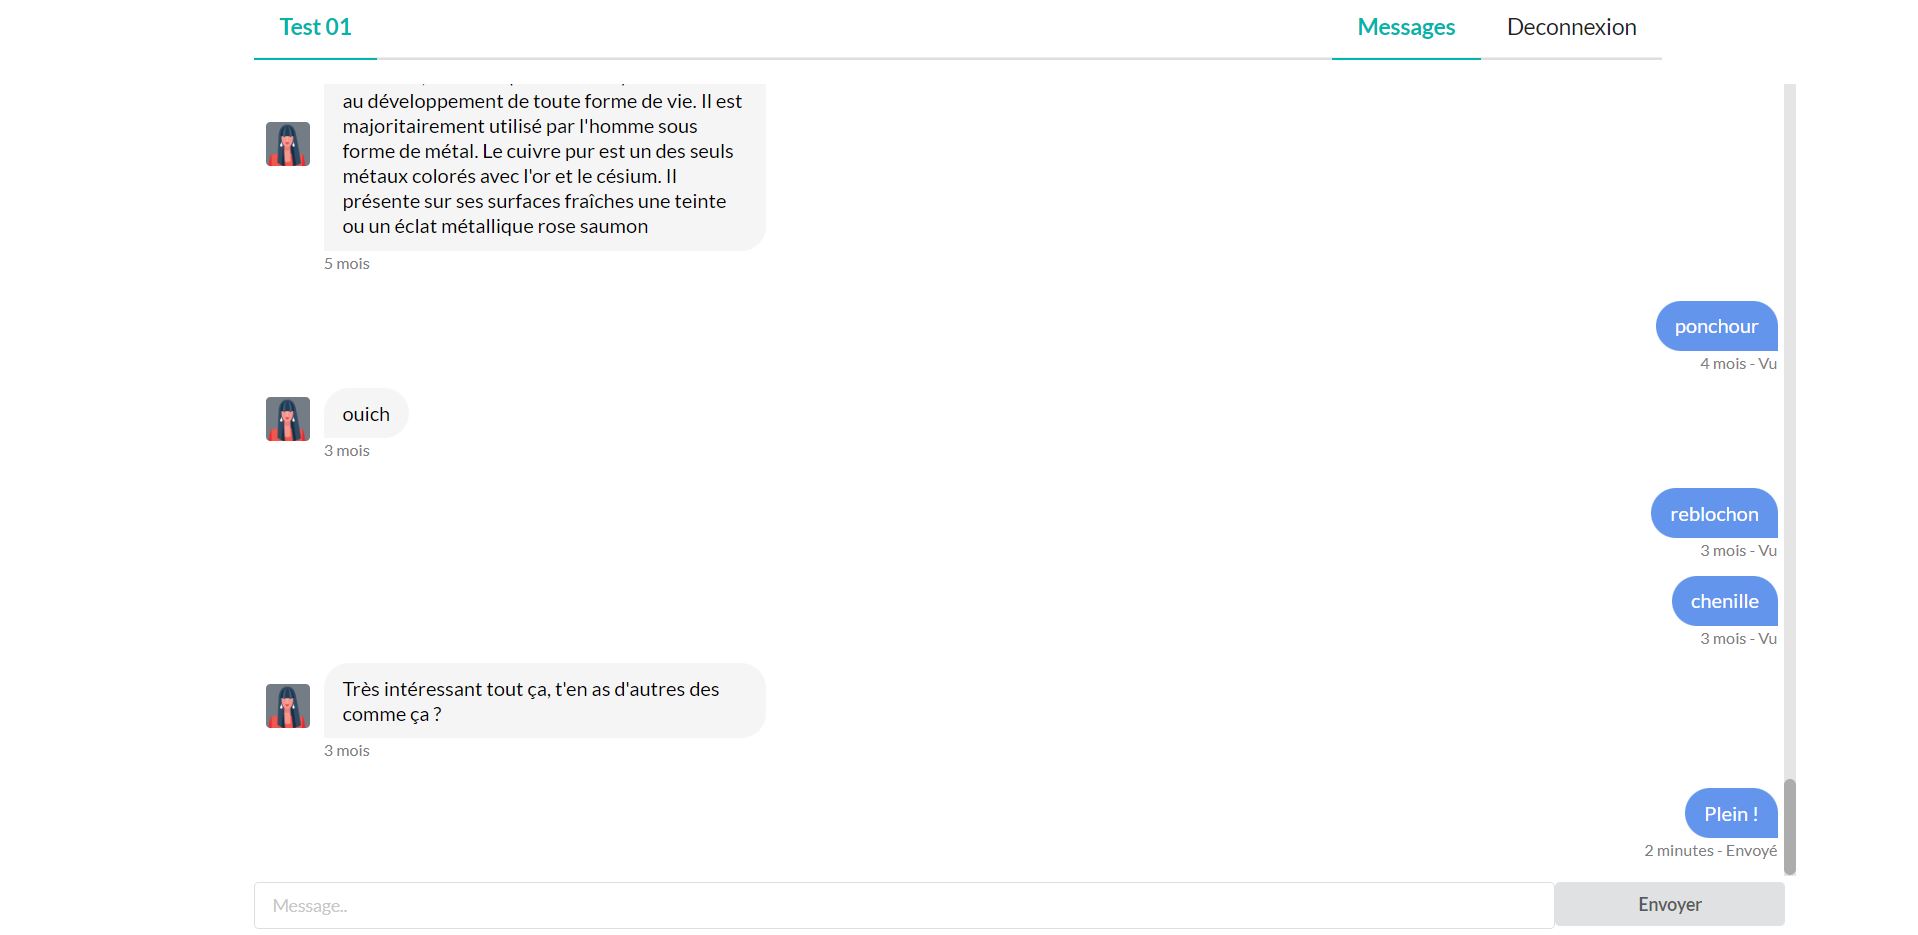 Test 01
Messages
Deconnexion
au développement de toute forme de vie. Il est
majoritairement utilisé par l'homme sous
forme de métal. Le cuivre pur est un des seuls
métaux colorés avec l'or et le césium. Il
présente sur ses surfaces fraîches une teinte
ou un éclat métallique rose saumon
5 mois
ponchour
4 mois - Vu
ouich
3 mois
reblochon
3 mois - Vu
chenille
3 mois - Vu
Très intéressant tout ça, t'en as d'autres des
comme ça ?
3 mois
Plein !
2 minutes - Envoyé
Message..
Envoyer